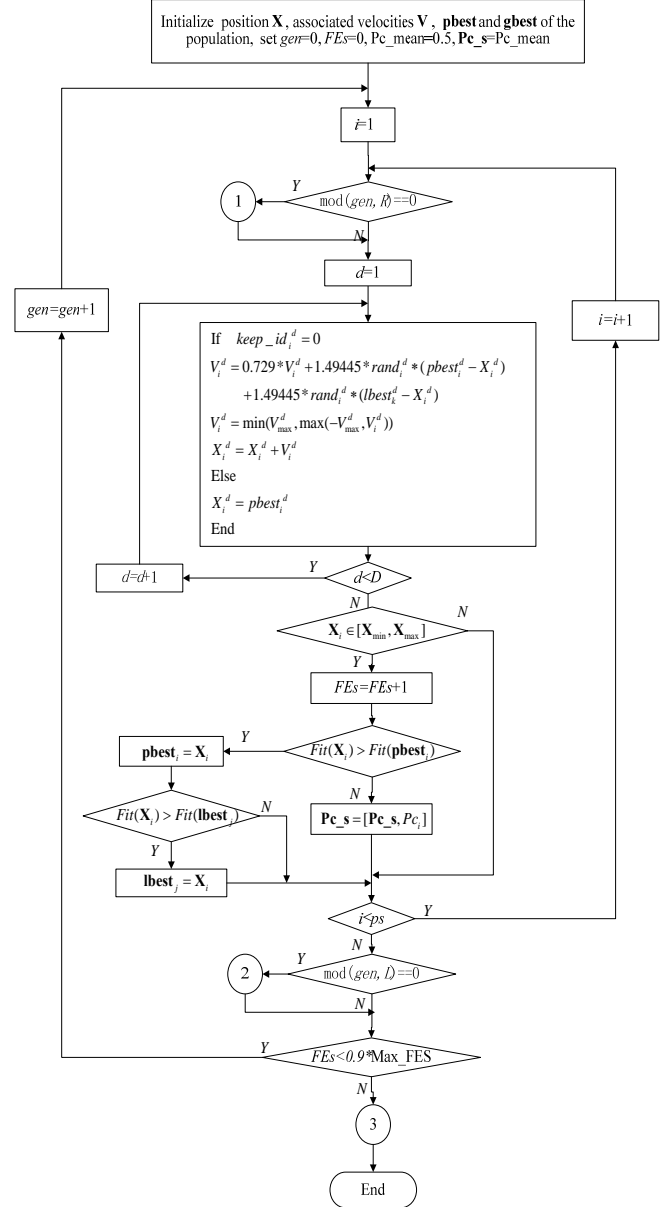 Initialize position X, associated velocities V, pbest and gbest of the
population, set gen=0, FEs=0, Pc_mean=0.5, Pc_s=Pc_mean
i=1
Y
1
mod(gen, R)==0
N
d=1
gen=gen+1
i=i+1
If keep_id_i^d = 0
V_i^d = 0.729*V_i^d +1.49445*rand_i^d *(pbest_i^d − X_i^d)
+1.49445*rand_i^d *(lbest_k^d − X_i^d)
V_i^d = min(V_max^d, max(−V_max^d, V_i^d))
X_i^d = X_i^d + V_i^d
Else
X_i^d = pbest_i^d
End
Y
d=d+1
d<D
N
N
X_i ∈ [X_min, X_max]
Y
FEs=FEs+1
Y
pbest_i = X_i
Fit(X_i) > Fit(pbest_i)
N
Fit(X_i) > Fit(lbest_j)
N
Pc_s = [Pc_s, Pc_i]
Y
lbest_j = X_i
i<ps
Y
N
Y
2
mod(gen, L)==0
N
Y
FEs<0.9*Max_FES
N
3
End